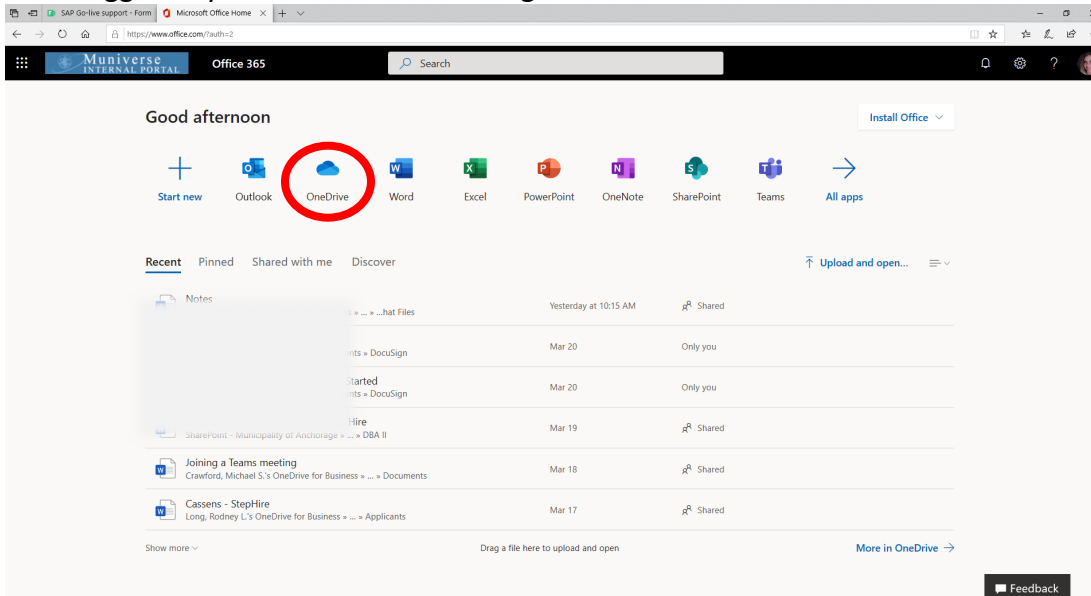 SAP Go-live support - Form
Microsoft Office Home
https://www.office.com/?auth=2
Muniverse
INTERNAL PORTAL
Office 365
Search
Good afternoon
Install Office
Start new
Outlook
OneDrive
Word
Excel
PowerPoint
OneNote
SharePoint
Teams
All apps
Recent Pinned Shared with me Discover
Upload and open...
Notes
» ... » ...hat Files
Yesterday at 10:15 AM
Shared
» DocuSign
Mar 20
Only you
Started
» DocuSign
Mar 20
Only you
Hire
SharePoint - Municipality of Anchorage » ... » DBA II
Mar 19
Shared
Joining a Teams meeting
Crawford, Michael S.'s OneDrive for Business » ... » Documents
Mar 18
Shared
Cassens - StepHire
Long, Rodney L.'s OneDrive for Business » ... » Applicants
Mar 17
Shared
Show more
Drag a file here to upload and open
More in OneDrive
Feedback